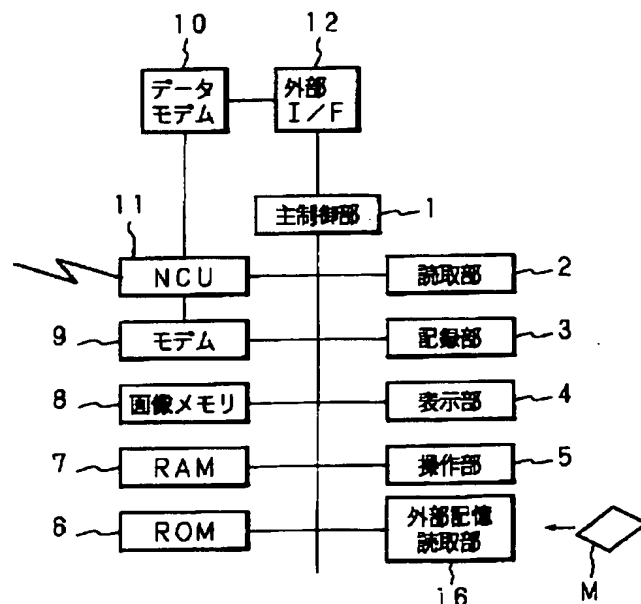 10
12
データ
モデム
外部
I/F
主制御部
1
11
NCU
読取部
2
9
モデム
記録部
3
8
画像メモリ
表示部
4
7
RAM
操作部
5
6
ROM
外部記憶
読取部
16
M